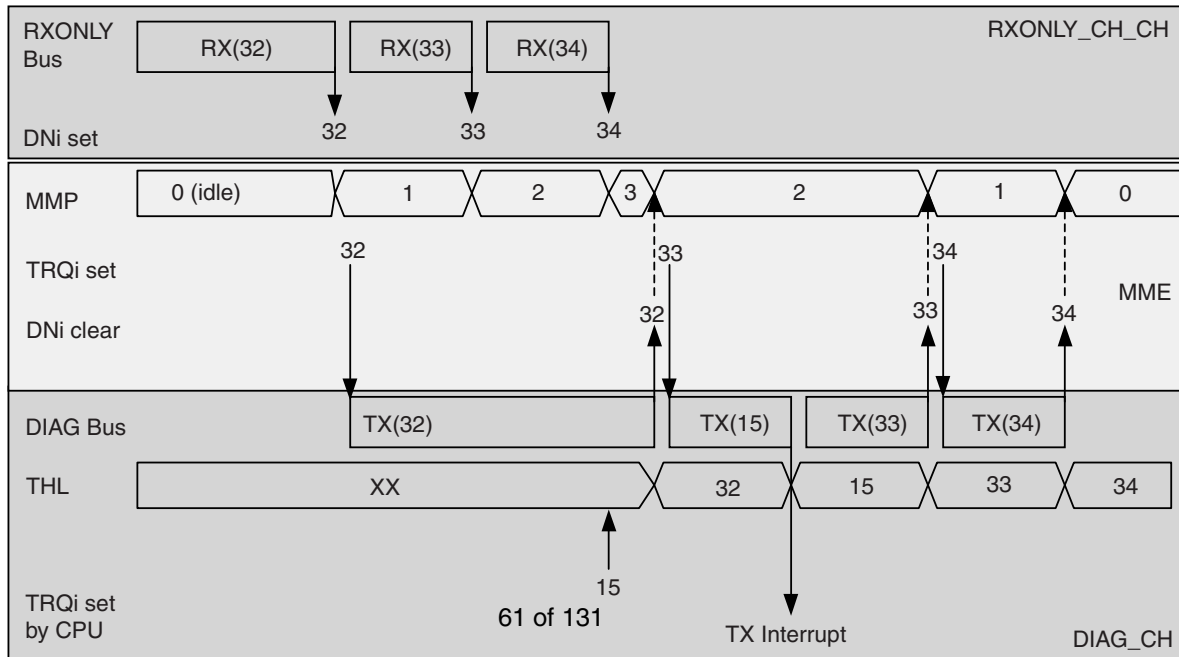 RXONLY
Bus
RX(32)
RX(33)
RX(34)
RXONLY_CH_CH
DNi set
32
33
34
MMP
0 (idle)
1
2
3
2
1
0
32
33
34
TRQi set
MME
DNi clear
32
33
34
DIAG Bus
TX(32)
TX(15)
TX(33)
TX(34)
THL
XX
32
15
33
34
15
TRQi set
by CPU
61 of 131
TX Interrupt
DIAG_CH